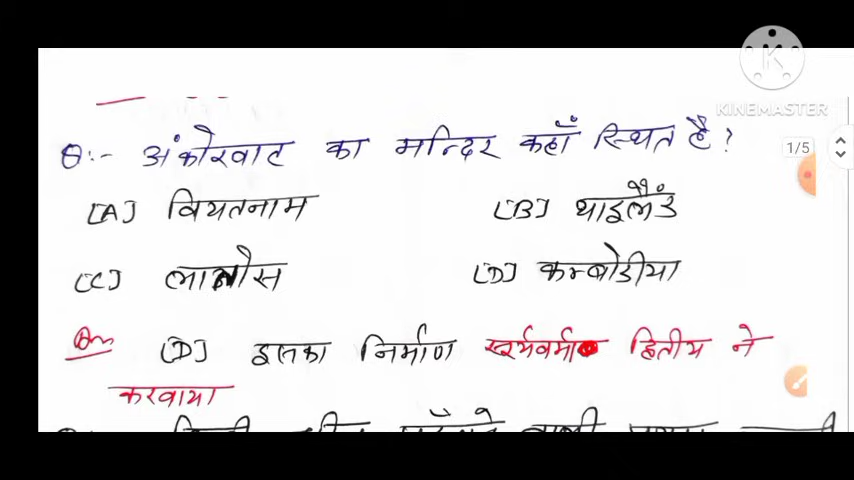 KINEMASTER
1/5
Q:- अंकोरवाट का मन्दिर कहाँ स्थित है ?
[A] वियतनाम [B] थाइलैंड
[C] लाओस [D] कम्बोडीया
Ans [D] इसका निर्माण सूर्यवर्मा द्वितीय ने
करवाया